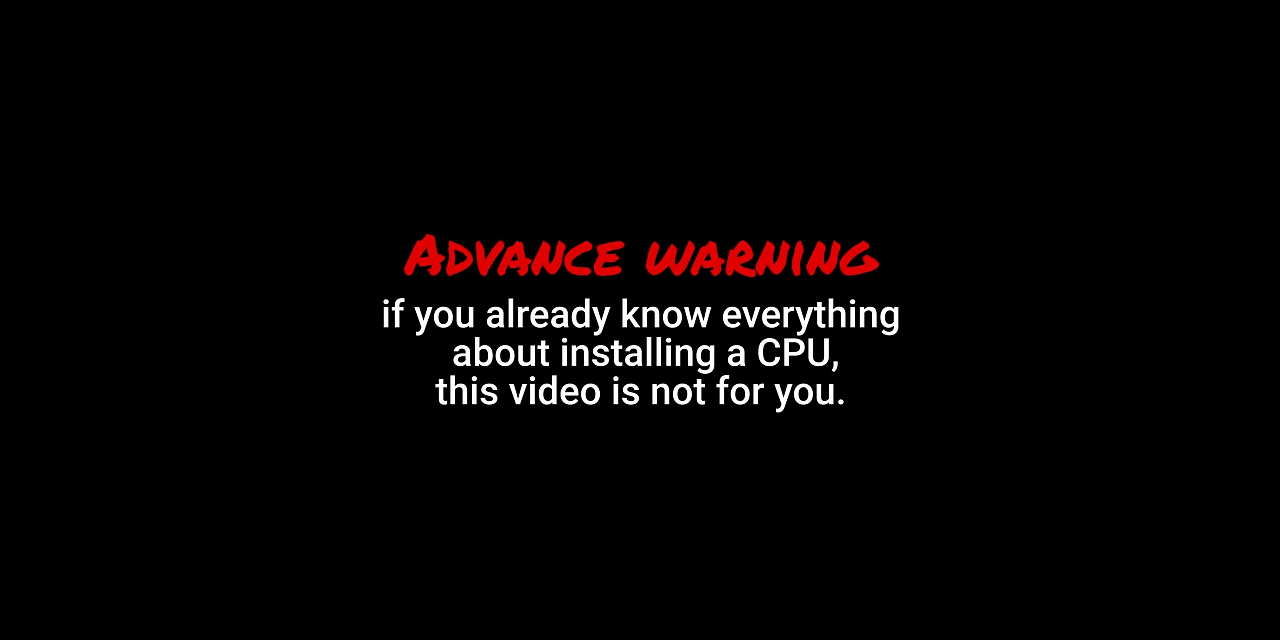 Advance warning
if you already know everything
about installing a CPU,
this video is not for you.